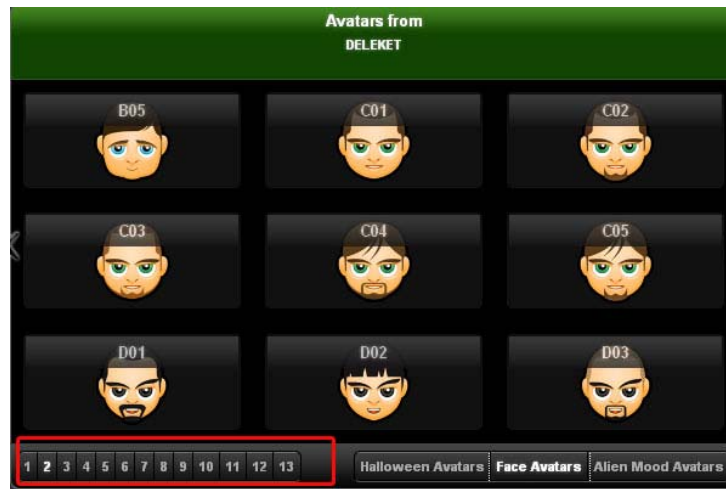 Avatars from
DELEKET
B05 C01 C02
C03 C04 C05
D01 D02 D03
1 2 3 4 5 6 7 8 9 10 11 12 13 Halloween Avatars Face Avatars Alien Mood Avatars